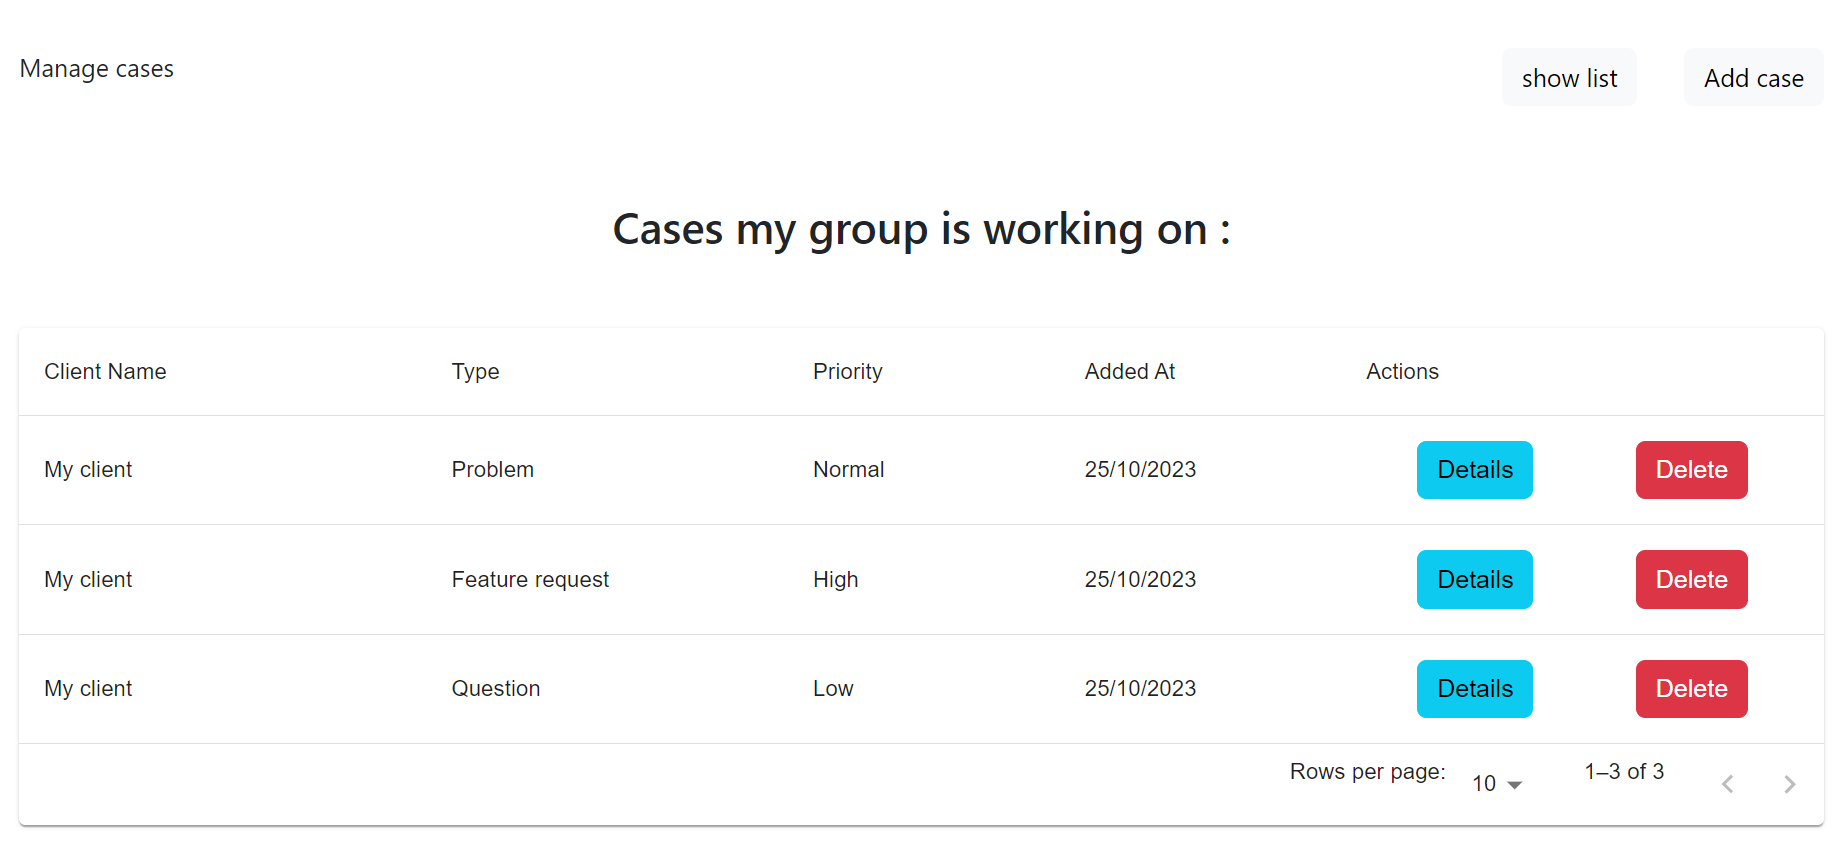 Manage cases show list Add case
Cases my group is working on :
Client Name Type Priority Added At Actions
My client Problem Normal 25/10/2023 Details Delete
My client Feature request High 25/10/2023 Details Delete
My client Question Low 25/10/2023 Details Delete
Rows per page: 10 1–3 of 3